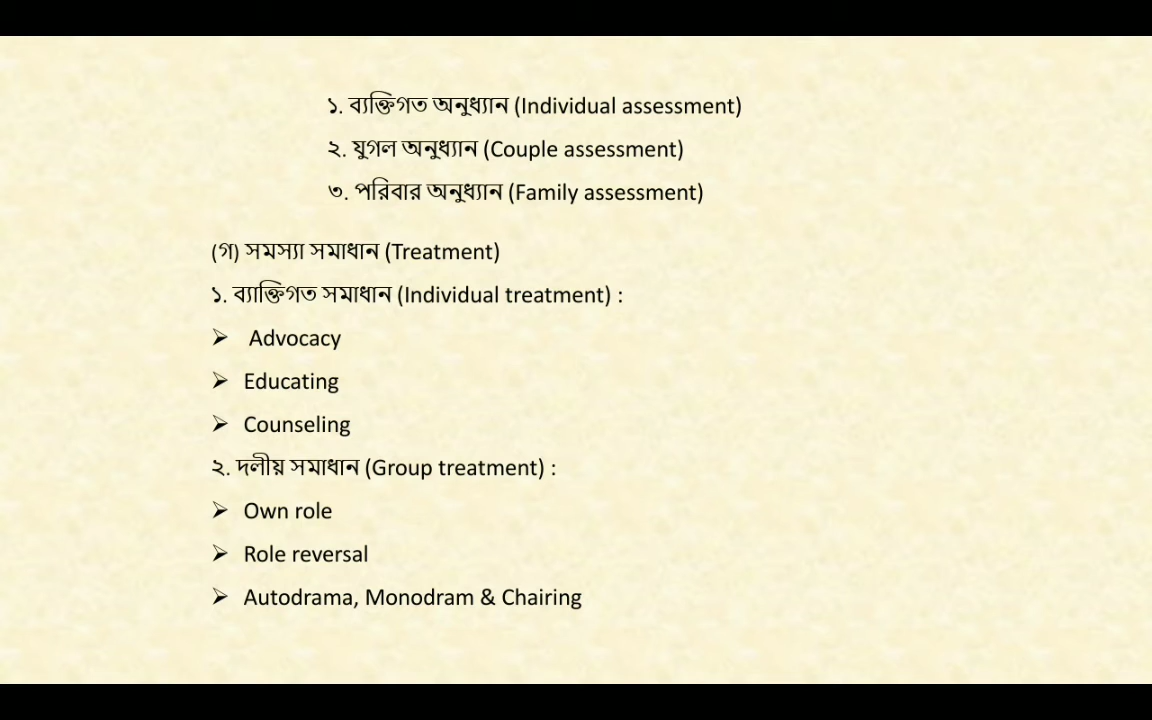 ১. ব্যক্তিগত অনুধ্যান (Individual assessment)
২. যুগল অনুধ্যান (Couple assessment)
৩. পরিবার অনুধ্যান (Family assessment)
(গ) সমস্যা সমাধান (Treatment)
১. ব্যাক্তিগত সমাধান (Individual treatment) :
➢ Advocacy
➢ Educating
➢ Counseling
২. দলীয় সমাধান (Group treatment) :
➢ Own role
➢ Role reversal
➢ Autodrama, Monodram & Chairing